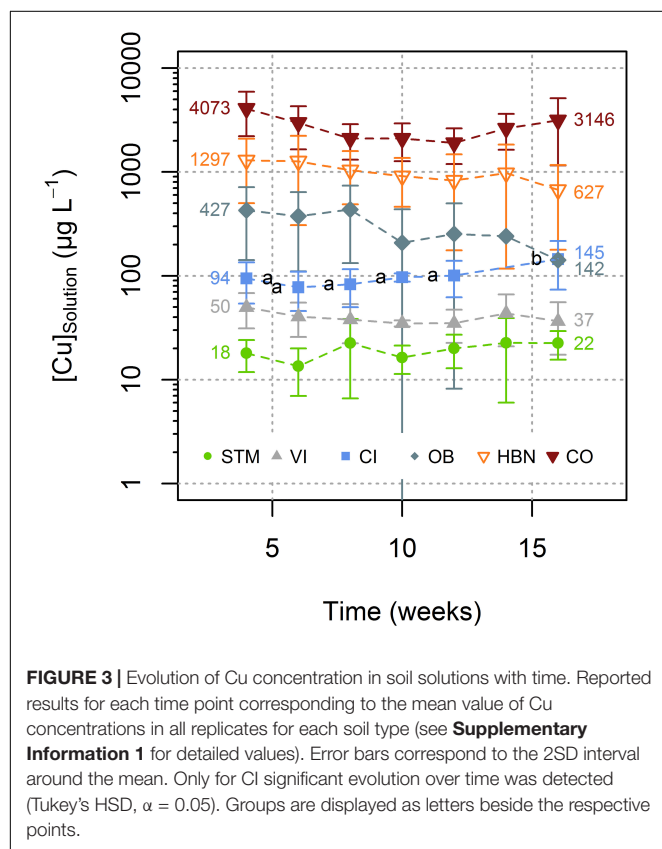 10000
1000
100
10
1
[Cu]Solution (µg L−1)
4073
3146
1297
627
427
94
a
a
a
a
a
b
145
142
50
37
18
22
STM VI CI OB HBN CO
5 10 15
Time (weeks)
FIGURE 3 | Evolution of Cu concentration in soil solutions with time. Reported
results for each time point corresponding to the mean value of Cu
concentrations in all replicates for each soil type (see Supplementary
Information 1 for detailed values). Error bars correspond to the 2SD interval
around the mean. Only for CI significant evolution over time was detected
(Tukey's HSD, α = 0.05). Groups are displayed as letters beside the respective
points.